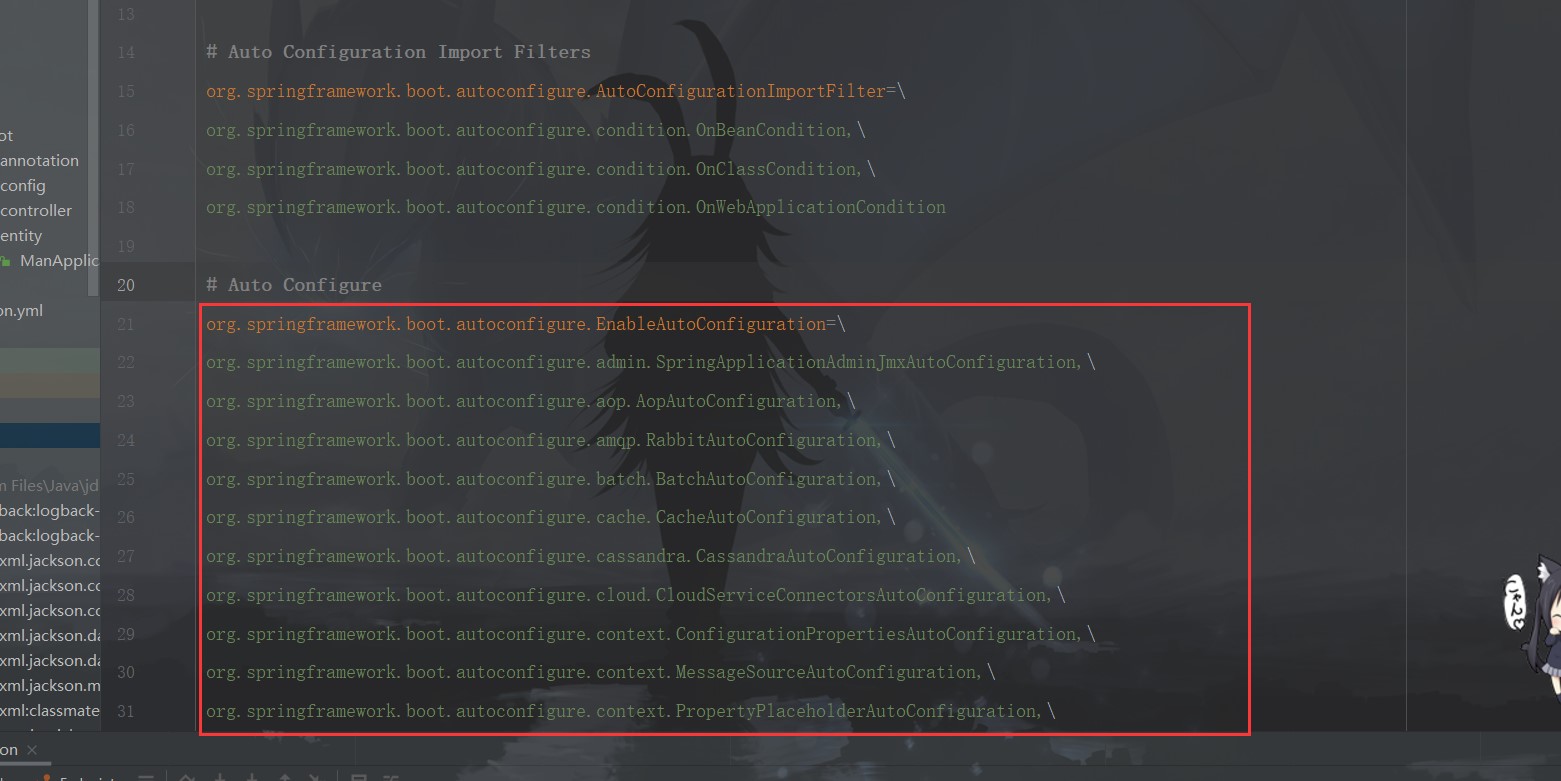 13
14 # Auto Configuration Import Filters
15 org.springframework.boot.autoconfigure.AutoConfigurationImportFilter=\
16 org.springframework.boot.autoconfigure.condition.OnBeanCondition,\
17 org.springframework.boot.autoconfigure.condition.OnClassCondition,\
18 org.springframework.boot.autoconfigure.condition.OnWebApplicationCondition
19
20 # Auto Configure
21 org.springframework.boot.autoconfigure.EnableAutoConfiguration=\
22 org.springframework.boot.autoconfigure.admin.SpringApplicationAdminJmxAutoConfiguration,\
23 org.springframework.boot.autoconfigure.aop.AopAutoConfiguration,\
24 org.springframework.boot.autoconfigure.amqp.RabbitAutoConfiguration,\
25 org.springframework.boot.autoconfigure.batch.BatchAutoConfiguration,\
26 org.springframework.boot.autoconfigure.cache.CacheAutoConfiguration,\
27 org.springframework.boot.autoconfigure.cassandra.CassandraAutoConfiguration,\
28 org.springframework.boot.autoconfigure.cloud.CloudServiceConnectorsAutoConfiguration,\
29 org.springframework.boot.autoconfigure.context.ConfigurationPropertiesAutoConfiguration,\
30 org.springframework.boot.autoconfigure.context.MessageSourceAutoConfiguration,\
31 org.springframework.boot.autoconfigure.context.PropertyPlaceholderAutoConfiguration,\
ot
annotation
config
controller
entity
ManApplic
on.yml
m Files\Java\jd
back:logback-
back:logback-
xml.jackson.co
xml.jackson.co
xml.jackson.co
xml.jackson.da
xml.jackson.da
xml.jackson.m
xml:classmate
on